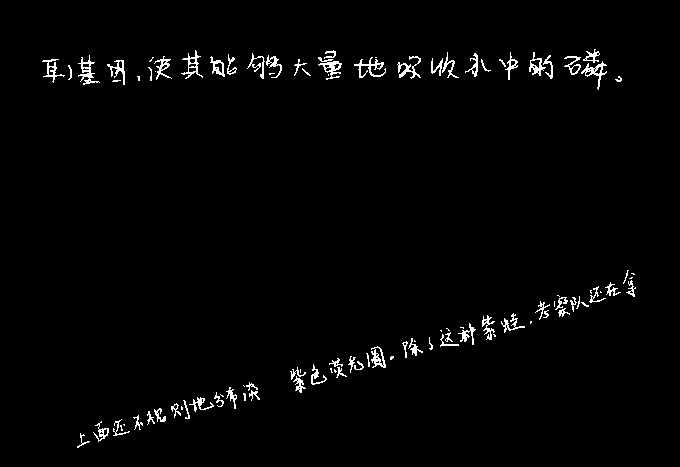 基因,使其能够大量地吸收水中的磷。
上面还不规则地分布淡 紫色荧光圈。除了这种紫蛙,考察队还在拿